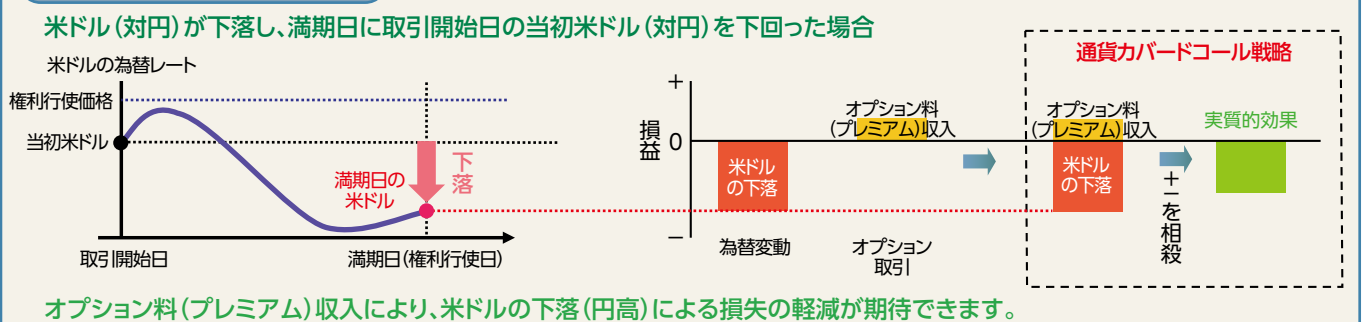 米ドル(対円)が下落し、満期日に取引開始日の当初米ドル(対円)を下回った場合
米ドルの為替レート
権利行使価格
当初米ドル
下落
満期日の
米ドル
取引開始日
満期日(権利行使日)
＋
損益
0
－
米ドル
の下落
為替変動
オプション料
(プレミアム)収入
オプション
取引
通貨カバードコール戦略
オプション料
(プレミアム)収入
米ドル
の下落
＋－を相殺
実質的効果
オプション料(プレミアム)収入により、米ドルの下落(円高)による損失の軽減が期待できます。